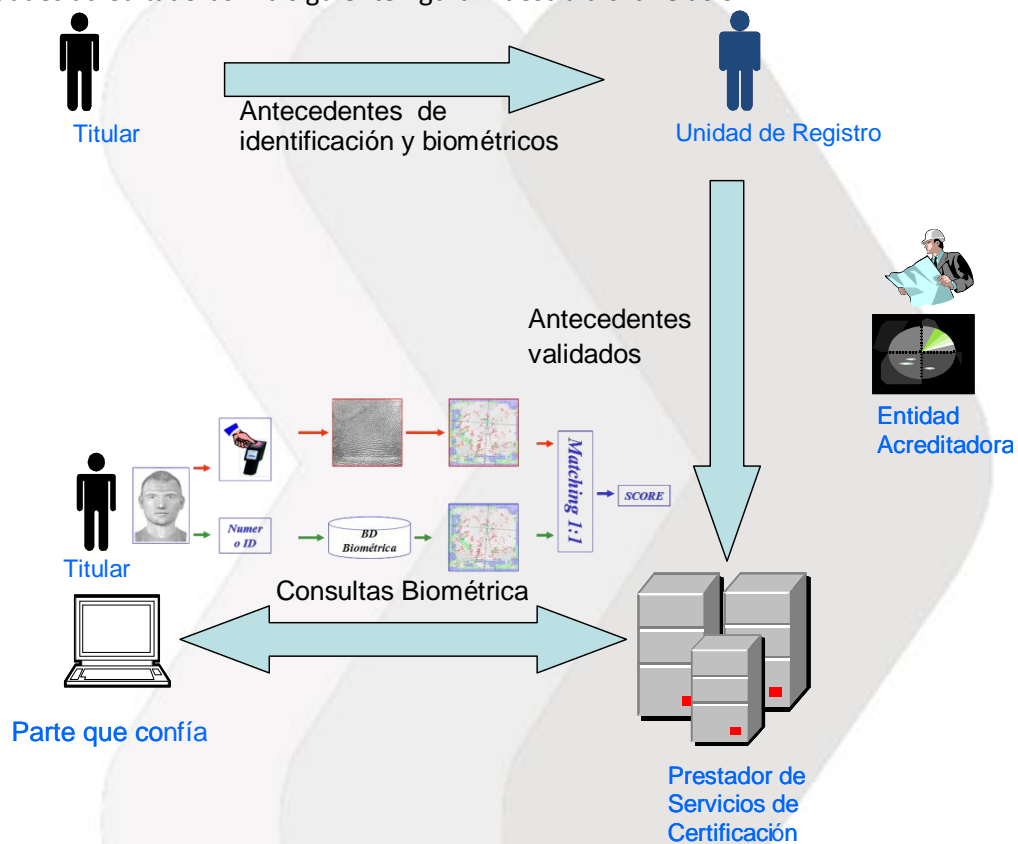 Titular
Antecedentes de
identificación y biométricos
Unidad de Registro
Antecedentes
validados
Entidad
Acreditadora
Numer
o ID
BD
Biométrica
Matching 1:1
SCORE
Titular
Consultas Biométrica
Parte que confía
Prestador de
Servicios de
Certificación